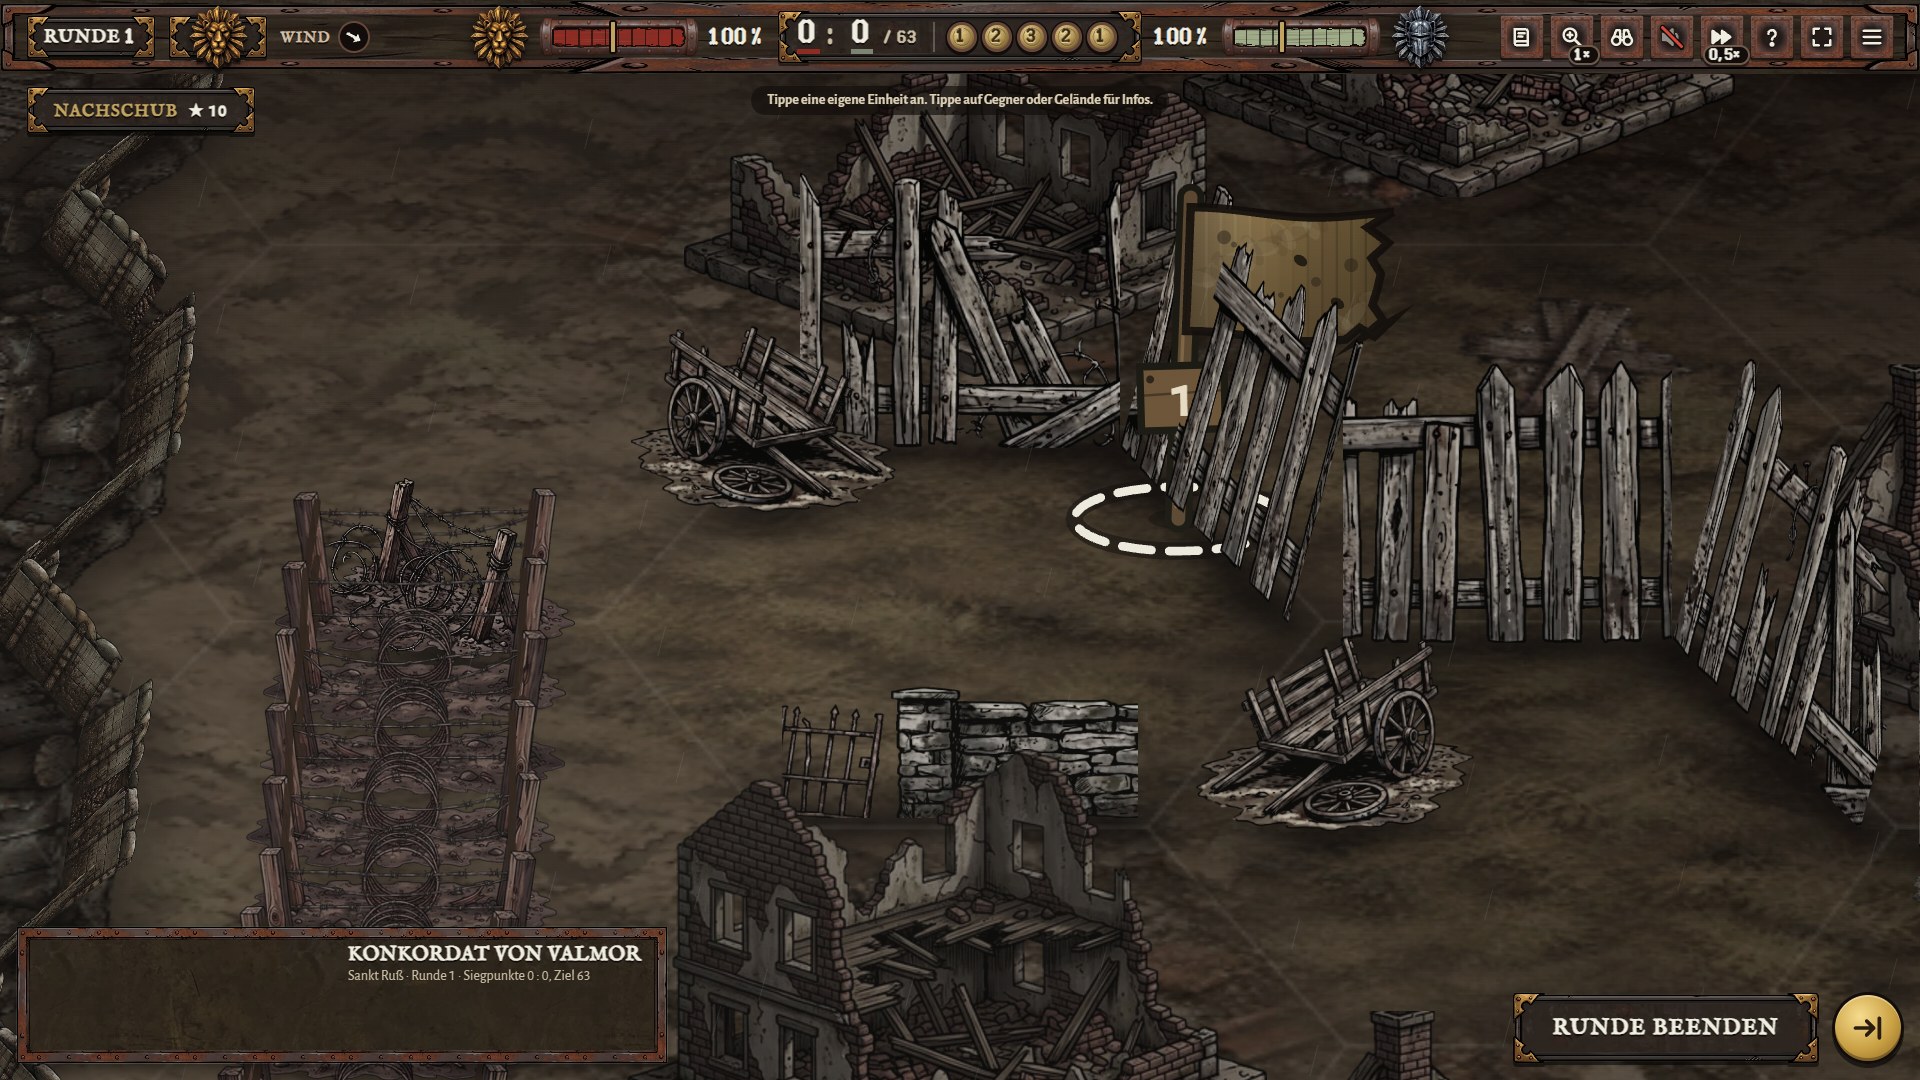 RUNDE 1
WIND
100 %
0 : 0 / 63
1 2 3 2 1
100 %
1×
0,5×
?
NACHSCHUB ★ 10
Tippe eine eigene Einheit an. Tippe auf Gegner oder Gelände für Infos.
1
KONKORDAT VON VALMOR
Sankt Ruß · Runde 1 · Siegpunkte 0 : 0, Ziel 63
RUNDE BEENDEN